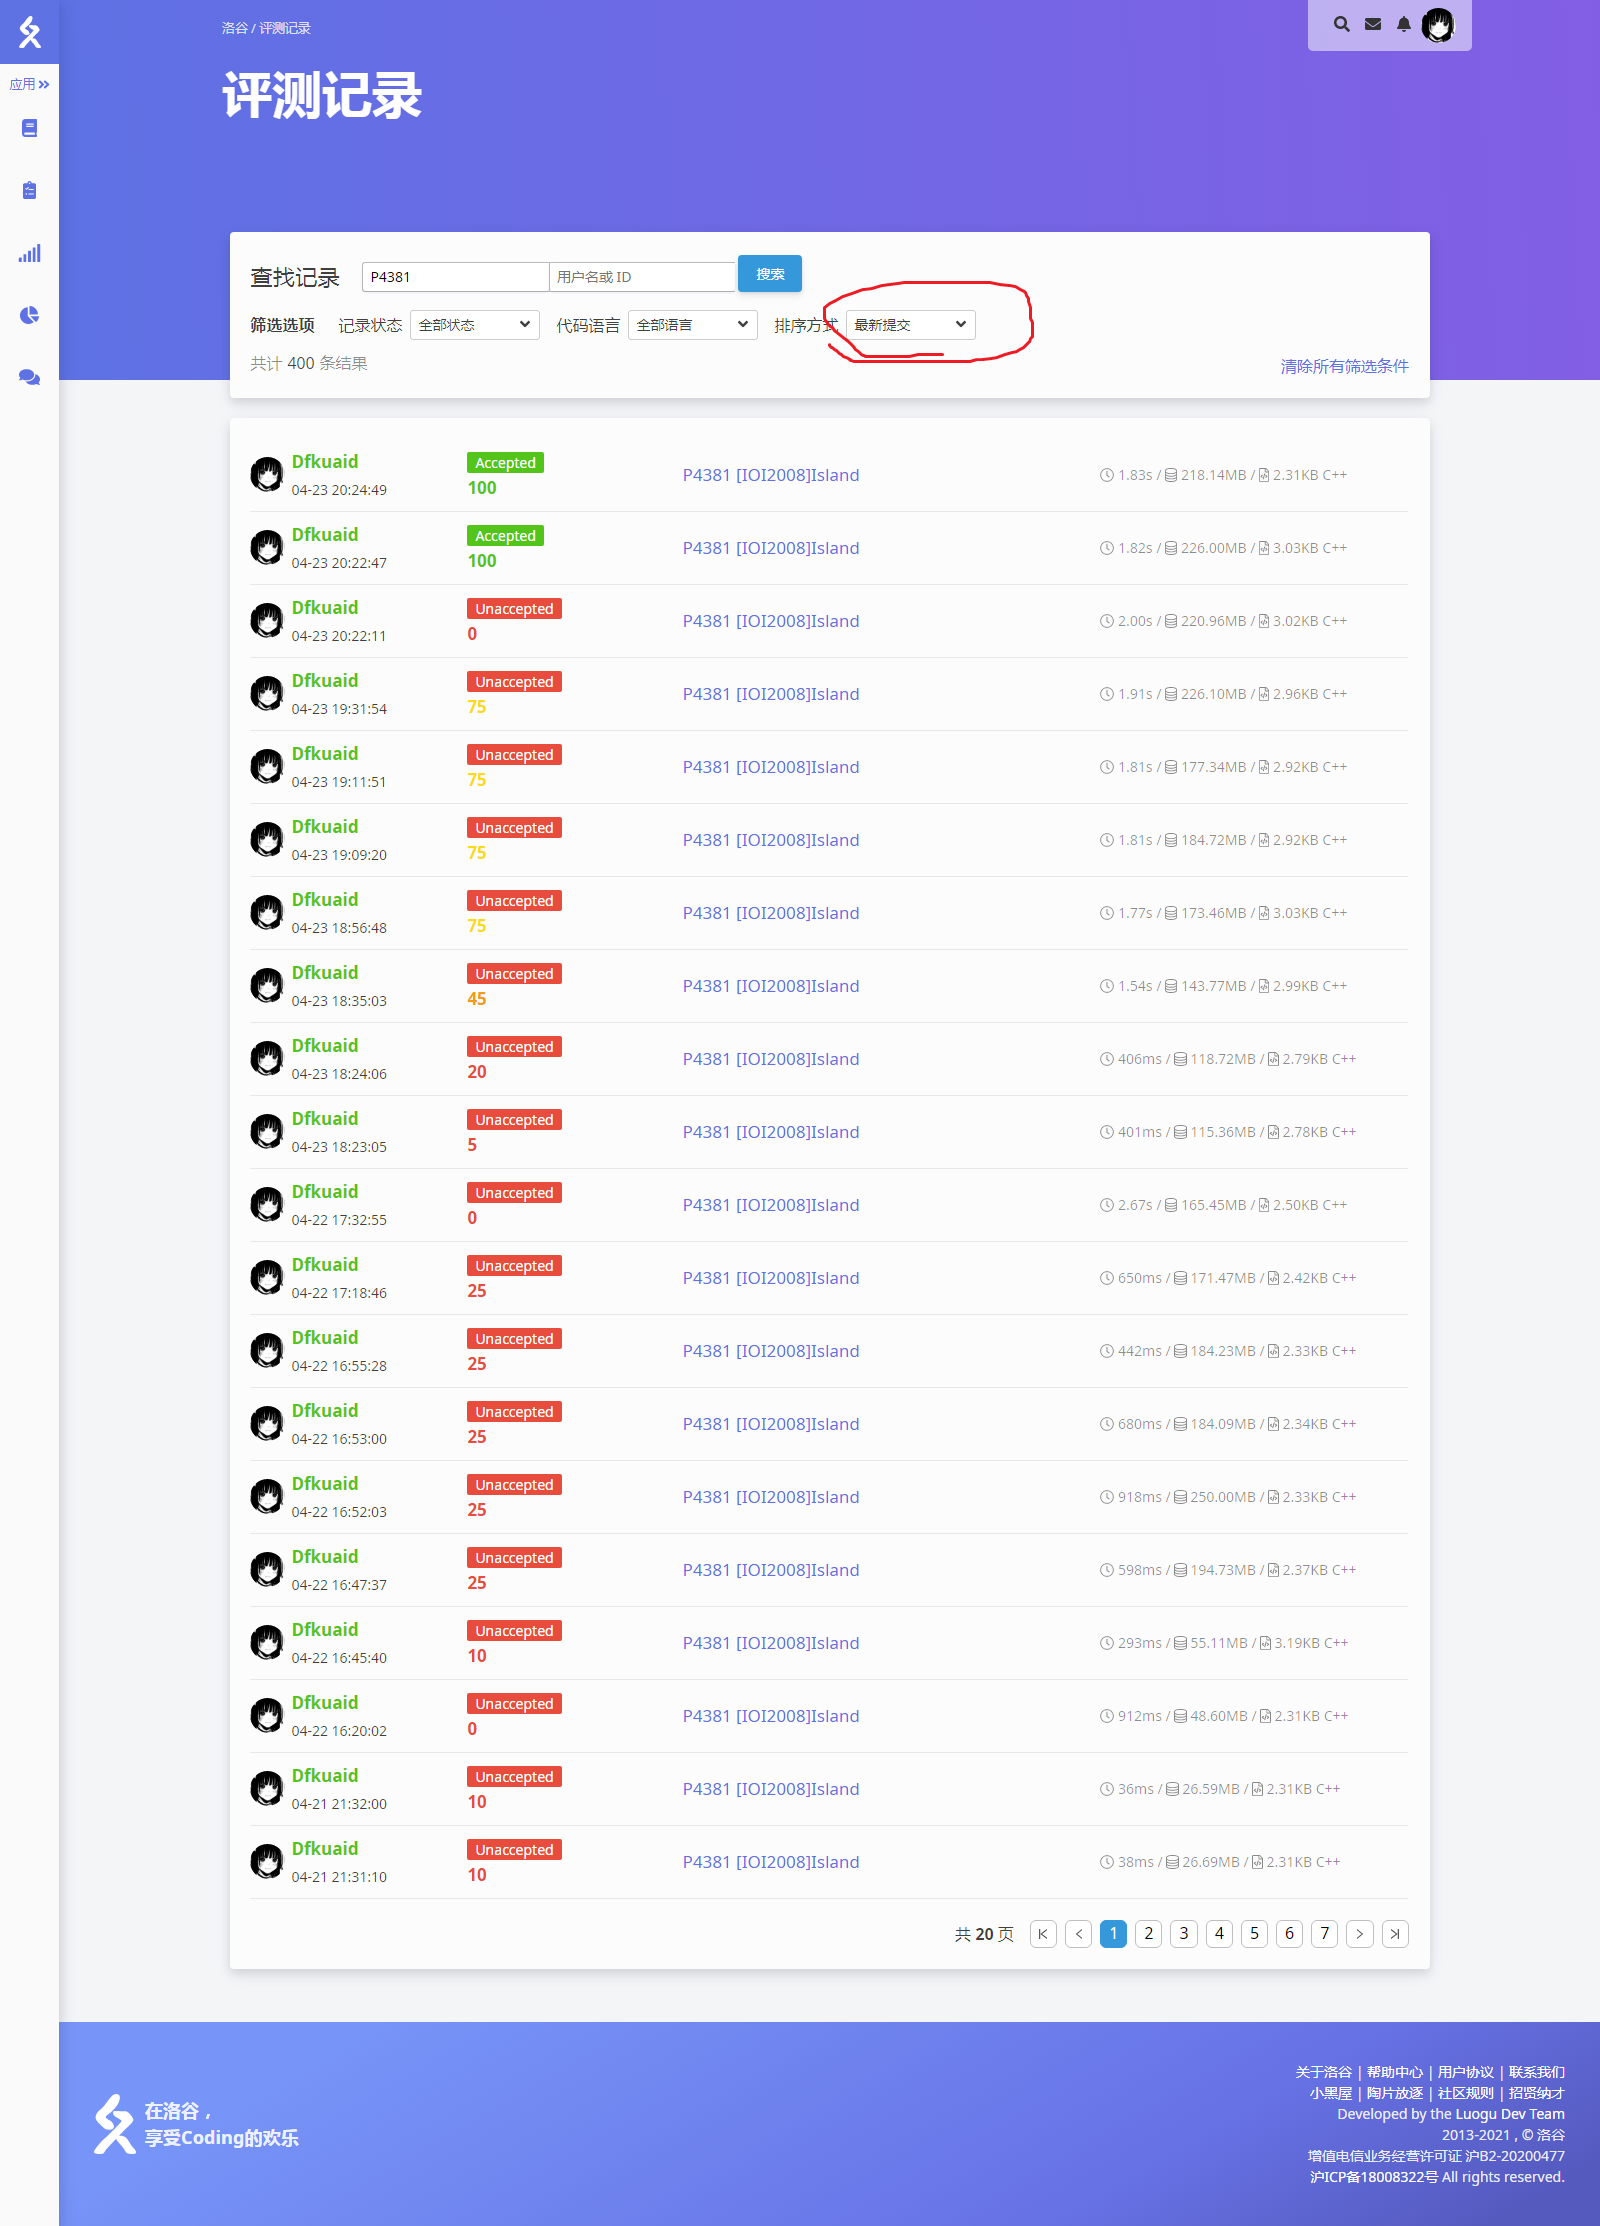 洛谷 / 评测记录
评测记录
应用
查找记录 P4381 用户名或 ID 搜索
筛选选项 记录状态 全部状态 代码语言 全部语言 排序方式 最新提交
共计 400 条结果
清除所有筛选条件
Dfkuaid Accepted
04-23 20:24:49 100 P4381 [IOI2008]Island 1.83s / 218.14MB / 2.31KB C++
Dfkuaid Accepted
04-23 20:22:47 100 P4381 [IOI2008]Island 1.82s / 226.00MB / 3.03KB C++
Dfkuaid Unaccepted
04-23 20:22:11 0 P4381 [IOI2008]Island 2.00s / 220.96MB / 3.02KB C++
Dfkuaid Unaccepted
04-23 19:31:54 75 P4381 [IOI2008]Island 1.91s / 226.10MB / 2.96KB C++
Dfkuaid Unaccepted
04-23 19:11:51 75 P4381 [IOI2008]Island 1.81s / 177.34MB / 2.92KB C++
Dfkuaid Unaccepted
04-23 19:09:20 75 P4381 [IOI2008]Island 1.81s / 184.72MB / 2.92KB C++
Dfkuaid Unaccepted
04-23 18:56:48 75 P4381 [IOI2008]Island 1.77s / 173.46MB / 3.03KB C++
Dfkuaid Unaccepted
04-23 18:35:03 45 P4381 [IOI2008]Island 1.54s / 143.77MB / 2.99KB C++
Dfkuaid Unaccepted
04-23 18:24:06 20 P4381 [IOI2008]Island 406ms / 118.72MB / 2.79KB C++
Dfkuaid Unaccepted
04-23 18:23:05 5 P4381 [IOI2008]Island 401ms / 115.36MB / 2.78KB C++
Dfkuaid Unaccepted
04-22 17:32:55 0 P4381 [IOI2008]Island 2.67s / 165.45MB / 2.50KB C++
Dfkuaid Unaccepted
04-22 17:18:46 25 P4381 [IOI2008]Island 650ms / 171.47MB / 2.42KB C++
Dfkuaid Unaccepted
04-22 16:55:28 25 P4381 [IOI2008]Island 442ms / 184.23MB / 2.33KB C++
Dfkuaid Unaccepted
04-22 16:53:00 25 P4381 [IOI2008]Island 680ms / 184.09MB / 2.34KB C++
Dfkuaid Unaccepted
04-22 16:52:03 25 P4381 [IOI2008]Island 918ms / 250.00MB / 2.33KB C++
Dfkuaid Unaccepted
04-22 16:47:37 25 P4381 [IOI2008]Island 598ms / 194.73MB / 2.37KB C++
Dfkuaid Unaccepted
04-22 16:45:40 10 P4381 [IOI2008]Island 293ms / 55.11MB / 3.19KB C++
Dfkuaid Unaccepted
04-22 16:20:02 0 P4381 [IOI2008]Island 912ms / 48.60MB / 2.31KB C++
Dfkuaid Unaccepted
04-21 21:32:00 10 P4381 [IOI2008]Island 36ms / 26.59MB / 2.31KB C++
Dfkuaid Unaccepted
04-21 21:31:10 10 P4381 [IOI2008]Island 38ms / 26.69MB / 2.31KB C++
共 20 页 1 2 3 4 5 6 7
在洛谷，
享受Coding的欢乐
关于洛谷 | 帮助中心 | 用户协议 | 联系我们
小黑屋 | 陶片放逐 | 社区规则 | 招贤纳才
Developed by the Luogu Dev Team
2013-2021 , © 洛谷
增值电信业务经营许可证 沪B2-20200477
沪ICP备18008322号 All rights reserved.